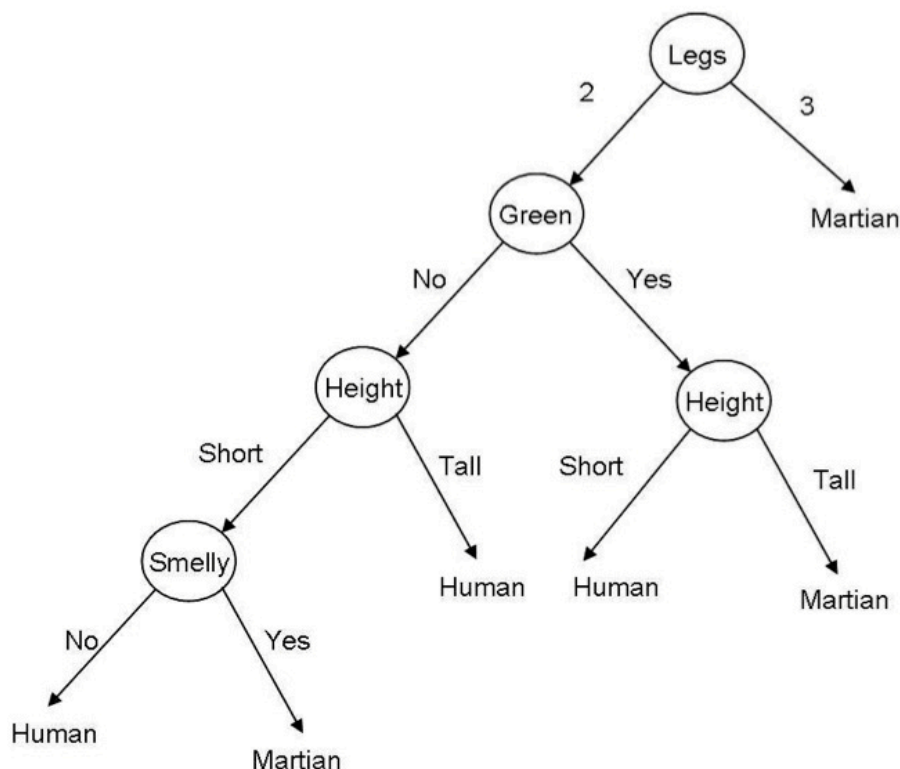 Legs
2
3
Green
Martian
No
Yes
Height
Height
Short
Tall
Short
Tall
Smelly
Human
Human
Martian
No
Yes
Human
Martian